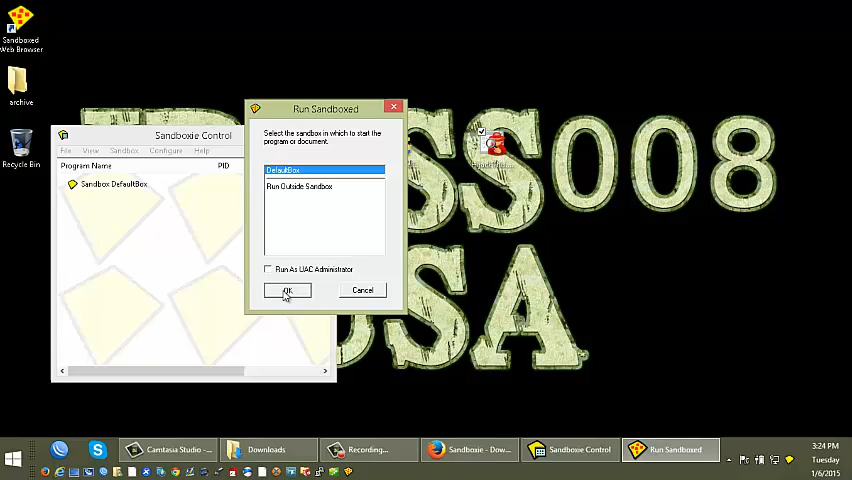 Sandboxed
Web Browser
archive
Recycle Bin
SS008
SA
Sandboxie Control
File View Sandbox Configure Help
Program Name PID
Sandbox DefaultBox
Run Sandboxed
Select the sandbox in which to start the
program or document.
DefaultBox
Run Outside Sandbox
Run As UAC Administrator
OK Cancel
Camtasia Studio -... Downloads Recording... Sandboxie - Dow... Sandboxie Control Run Sandboxed
3:24 PM
Tuesday
1/6/2015